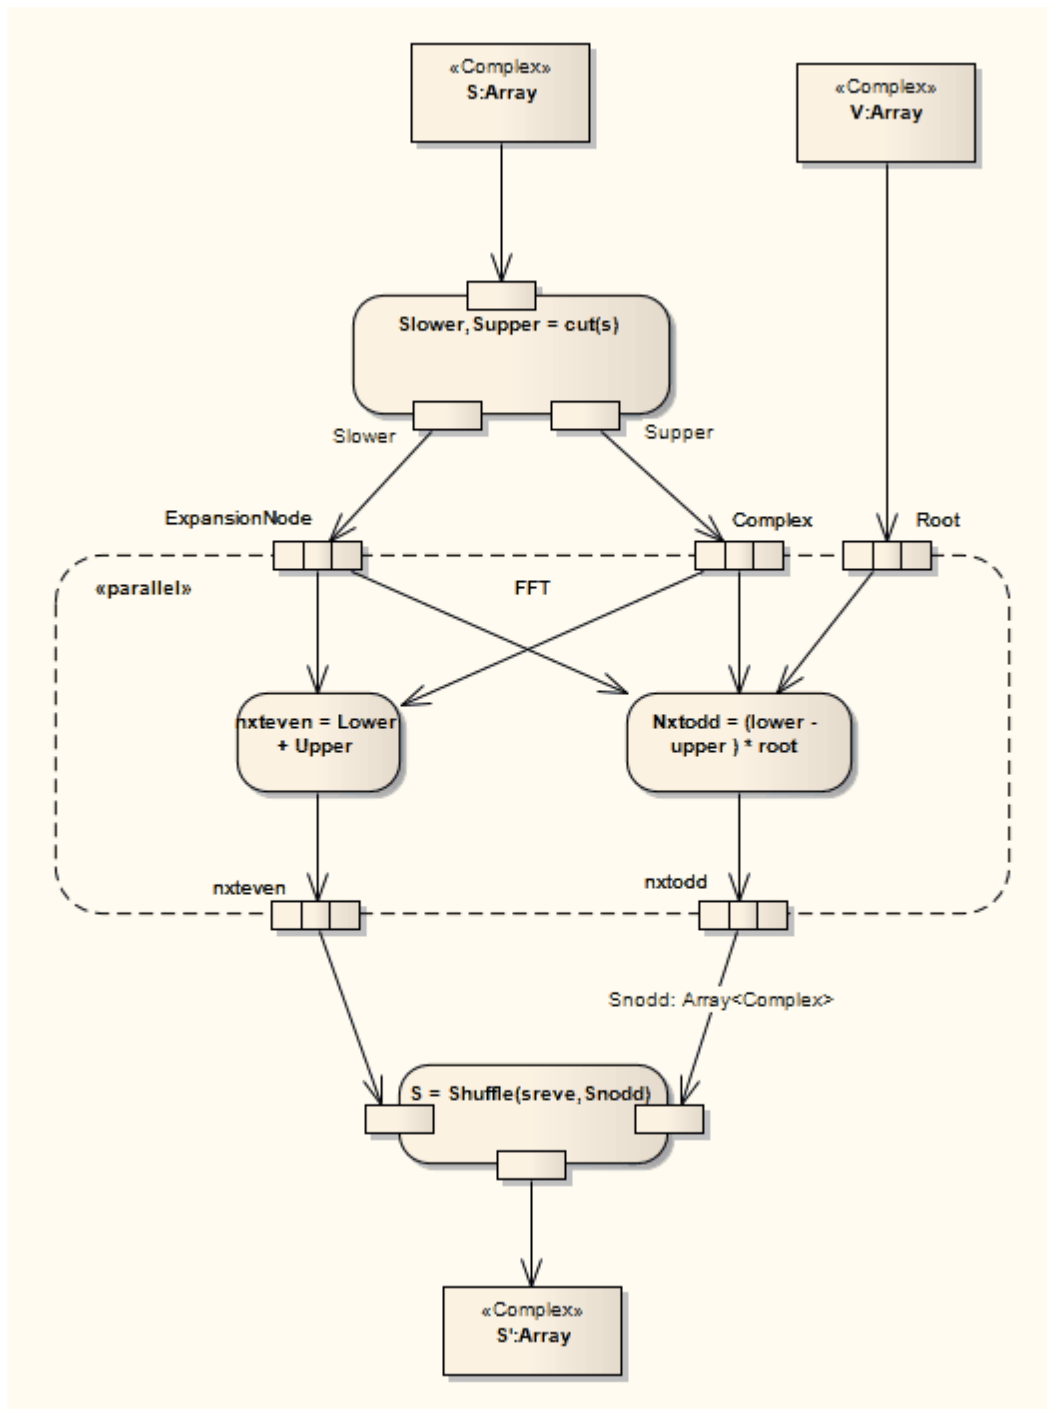 «Complex»
S:Array
«Complex»
V:Array
Slower,Supper = cut(s)
Slower
Supper
ExpansionNode
Complex
Root
«parallel»
FFT
nxteven = Lower
+ Upper
Nxtodd = (lower -
upper ) * root
nxteven
nxtodd
Snodd: Array<Complex>
S = Shuffle(sreve,Snodd)
«Complex»
S':Array